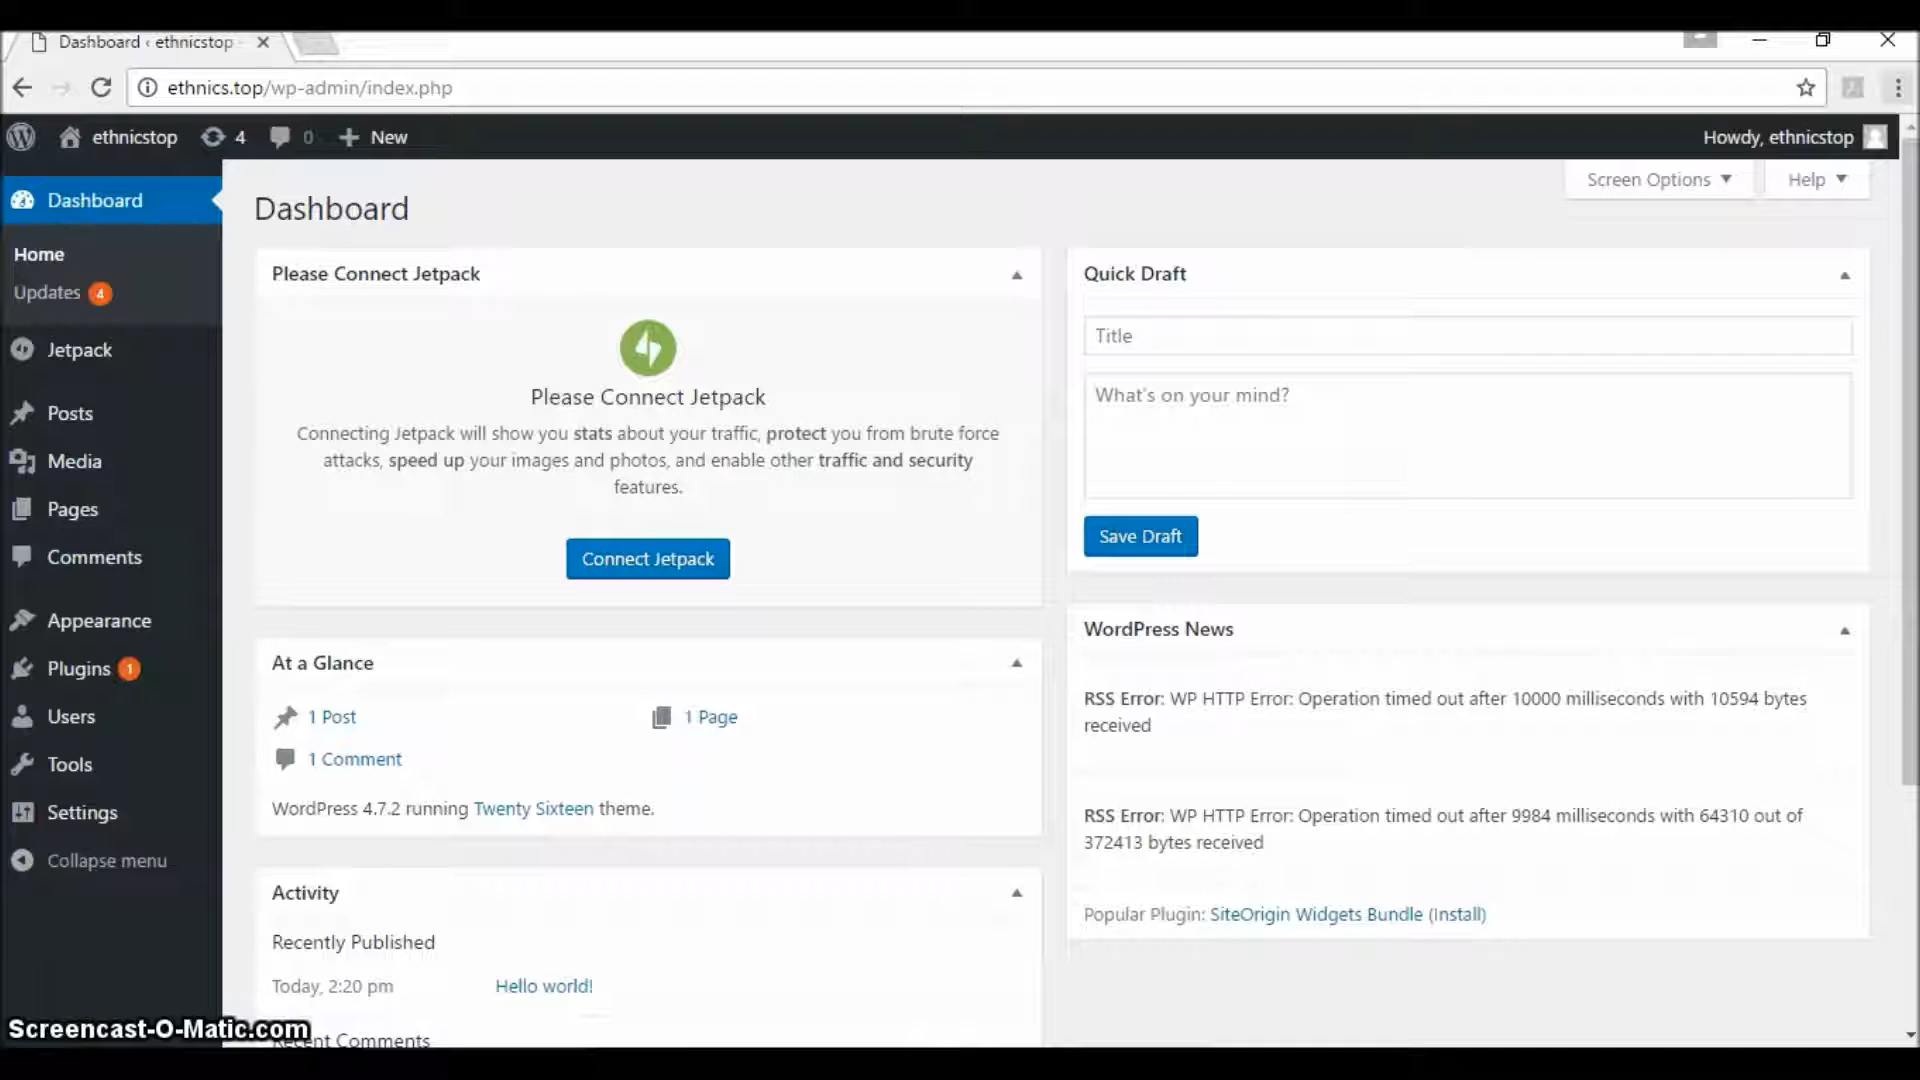 Dashboard ‹ ethnicstop
ethnics.top/wp-admin/index.php
ethnicstop 4 0 New Howdy, ethnicstop
Screen Options Help
Dashboard
Home
Updates 4
Jetpack
Posts
Media
Pages
Comments
Appearance
Plugins 1
Users
Tools
Settings
Collapse menu
Dashboard
Please Connect Jetpack
Please Connect Jetpack
Connecting Jetpack will show you stats about your traffic, protect you from brute force
attacks, speed up your images and photos, and enable other traffic and security
features.
Connect Jetpack
At a Glance
1 Post 1 Page
1 Comment
WordPress 4.7.2 running Twenty Sixteen theme.
Activity
Recently Published
Today, 2:20 pm Hello world!
Recent Comments
Quick Draft
Title
What's on your mind?
Save Draft
WordPress News
RSS Error: WP HTTP Error: Operation timed out after 10000 milliseconds with 10594 bytes
received
RSS Error: WP HTTP Error: Operation timed out after 9984 milliseconds with 64310 out of
372413 bytes received
Popular Plugin: SiteOrigin Widgets Bundle (Install)
Screencast-O-Matic.com